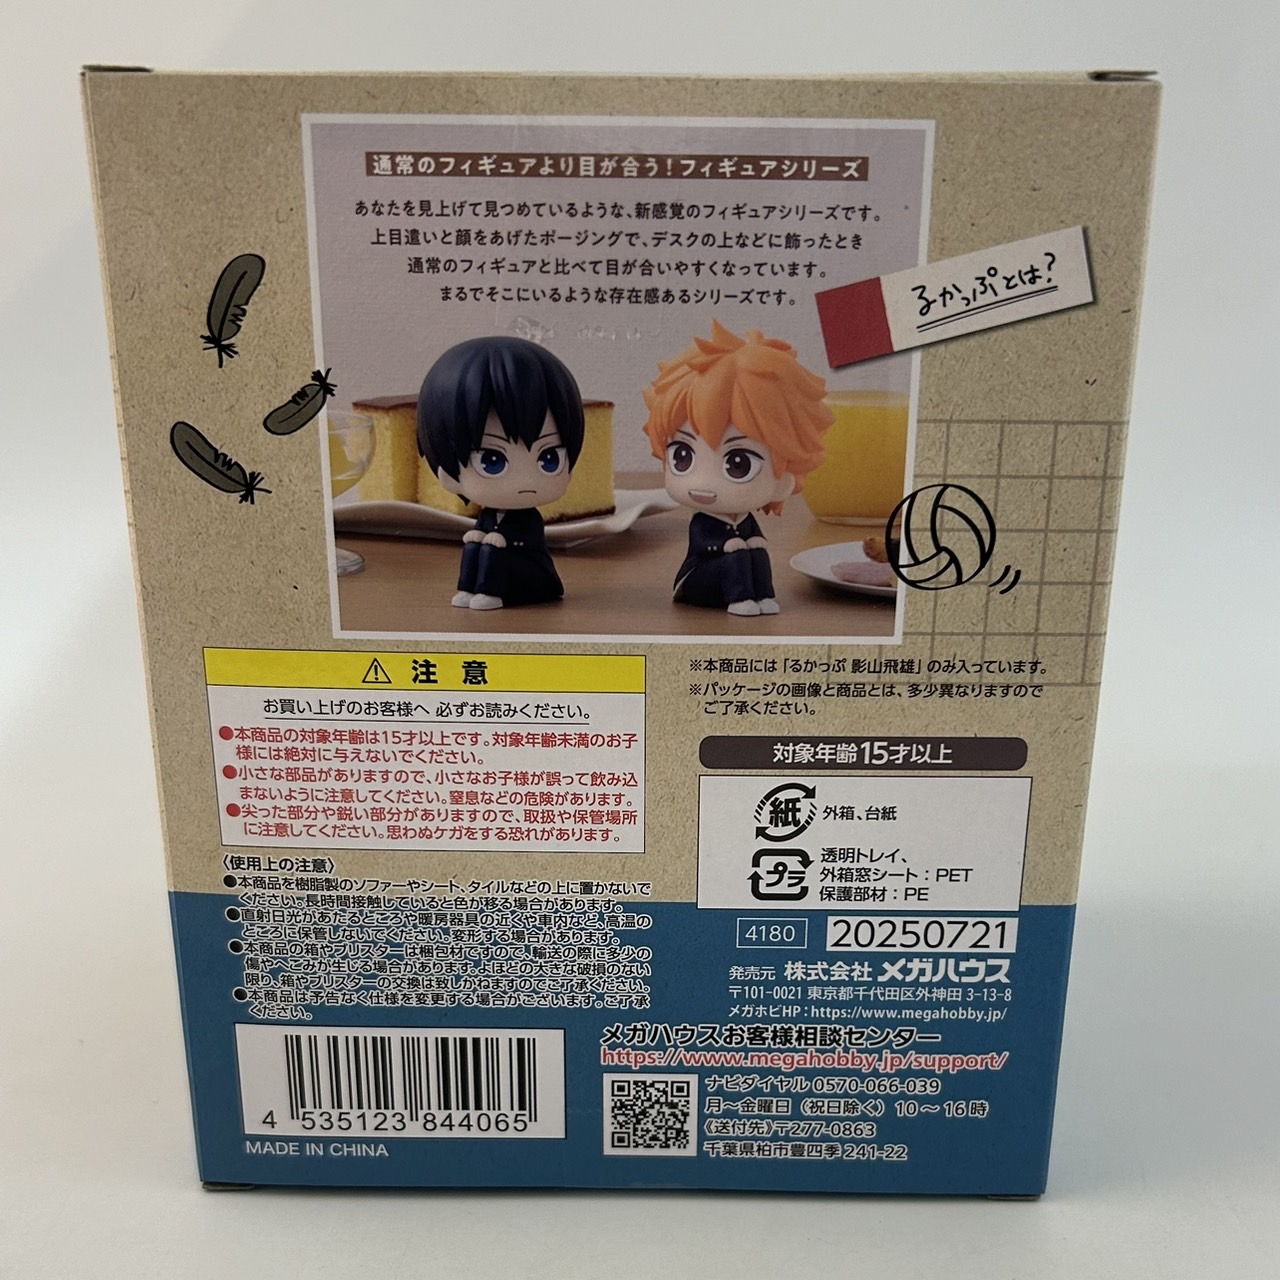 通常のフィギュアより目が合う!フィギュアシリーズ
あなたを見上げて見つめているような、新感覚のフィギュアシリーズです。
上目遣いと顔をあげたポージングで、デスクの上などに飾ったとき
通常のフィギュアと比べて目が合いやすくなっています。
まるでそこにいるような存在感あるシリーズです。
るかっぷとは?
⚠ 注意
お買い上げのお客様へ 必ずお読みください。
●本商品の対象年齢は15才以上です。対象年齢未満のお子
様には絶対に与えないでください。
●小さな部品がありますので、小さなお子様が誤って飲み込
まないように注意してください。窒息などの危険があります。
●尖った部分や鋭い部分がありますので、取扱や保管場所
に注意してください。思わぬケガをする恐れがあります。
〈使用上の注意〉
●本商品を樹脂製のソファーやシート、タイルなどの上に置かないで
ください。長時間接触していると色が移る場合があります。
●直射日光があたるところや暖房器具の近くや車内など、高温の
ところに保管しないでください。変形する場合があります。
●本商品の箱やブリスターは梱包材ですので、輸送の際に多少の
傷やへこみが生じる場合があります。よほどの大きな破損のない
限り、箱やブリスターの交換は致しかねますのでご了承ください。
●本商品は予告なく仕様を変更する場合がございます。ご了承
ください。
4 535123 844065
MADE IN CHINA
※本商品には「るかっぷ 影山飛雄」のみ入っています。
※パッケージの画像と商品とは、多少異なりますので
ご了承ください。
対象年齢15才以上
紙 外箱、台紙
プラ 透明トレイ、
外箱窓シート:PET
保護部材:PE
4180 20250721
発売元 株式会社 メガハウス
〒101-0021 東京都千代田区外神田 3-13-8
メガホビHP:https://www.megahobby.jp/
メガハウスお客様相談センター
https://www.megahobby.jp/support/
ナビダイヤル 0570-066-039
月～金曜日(祝日除く)10～16時
《送付先》〒277-0863
千葉県柏市豊四季 241-22